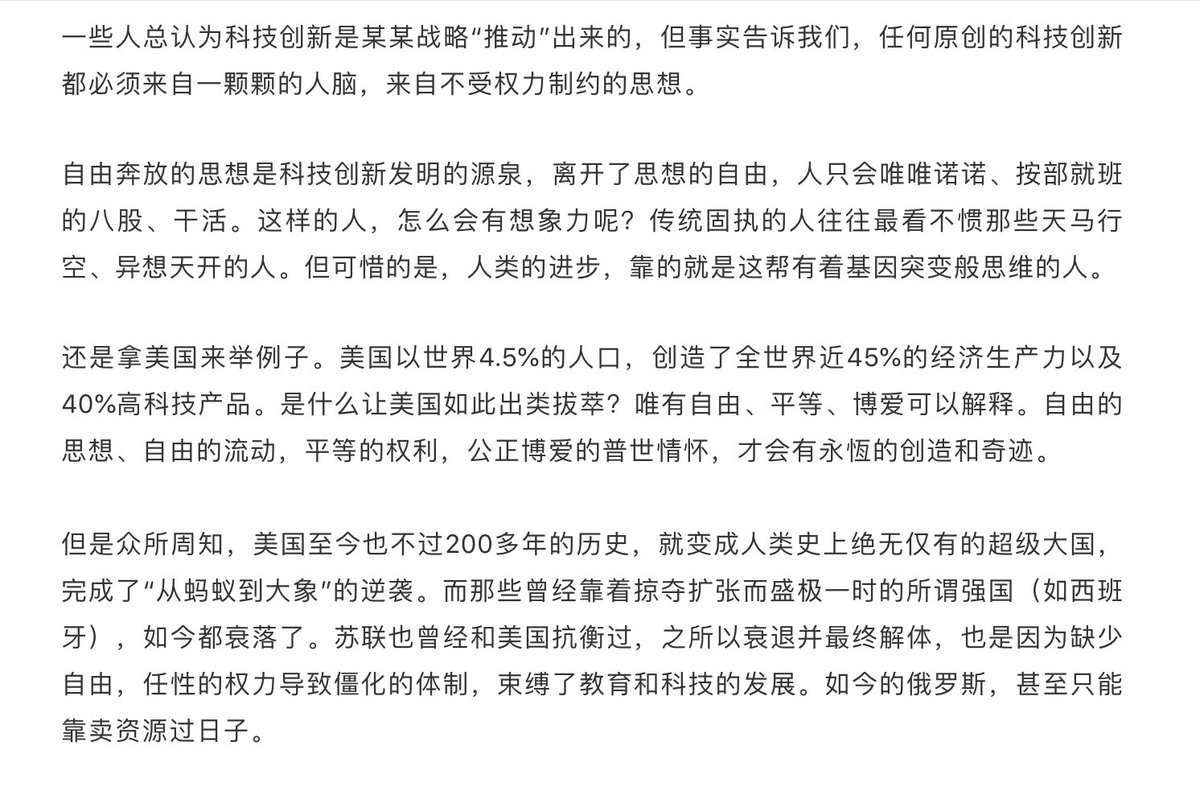 一些人总认为科技创新是某某战略“推动”出来的，但事实告诉我们，任何原创的科技创新
都必须来自一颗颗的人脑，来自不受权力制约的思想。
自由奔放的思想是科技创新发明的源泉，离开了思想的自由，人只会唯唯诺诺、按部就班
的八股、干活。这样的人，怎么会有想象力呢？传统固执的人往往最看不惯那些天马行
空、异想天开的人。但可惜的是，人类的进步，靠的就是这帮有着基因突变般思维的人。
还是拿美国来举例子。美国以世界4.5%的人口，创造了全世界近45%的经济生产力以及
40%高科技产品。是什么让美国如此出类拔萃？唯有自由、平等、博爱可以解释。自由的
思想、自由的流动，平等的权利，公正博爱的普世情怀，才会有永恆的创造和奇迹。
但是众所周知，美国至今也不过200多年的历史，就变成人类史上绝无仅有的超级大国，
完成了“从蚂蚁到大象”的逆袭。而那些曾经靠着掠夺扩张而盛极一时的所谓强国（如西班
牙），如今都衰落了。苏联也曾经和美国抗衡过，之所以衰退并最终解体，也是因为缺少
自由，任性的权力导致僵化的体制，束缚了教育和科技的发展。如今的俄罗斯，甚至只能
靠卖资源过日子。